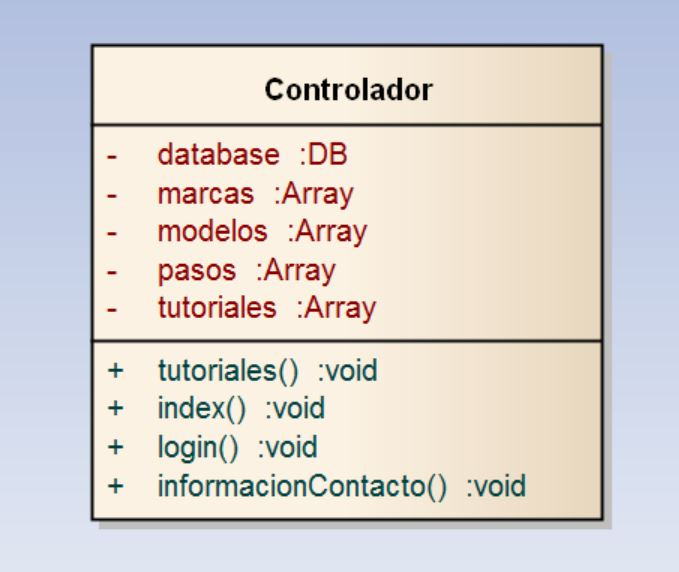 Controlador
- database :DB
- marcas :Array
- modelos :Array
- pasos :Array
- tutoriales :Array
+ tutoriales() :void
+ index() :void
+ login() :void
+ informacionContacto() :void